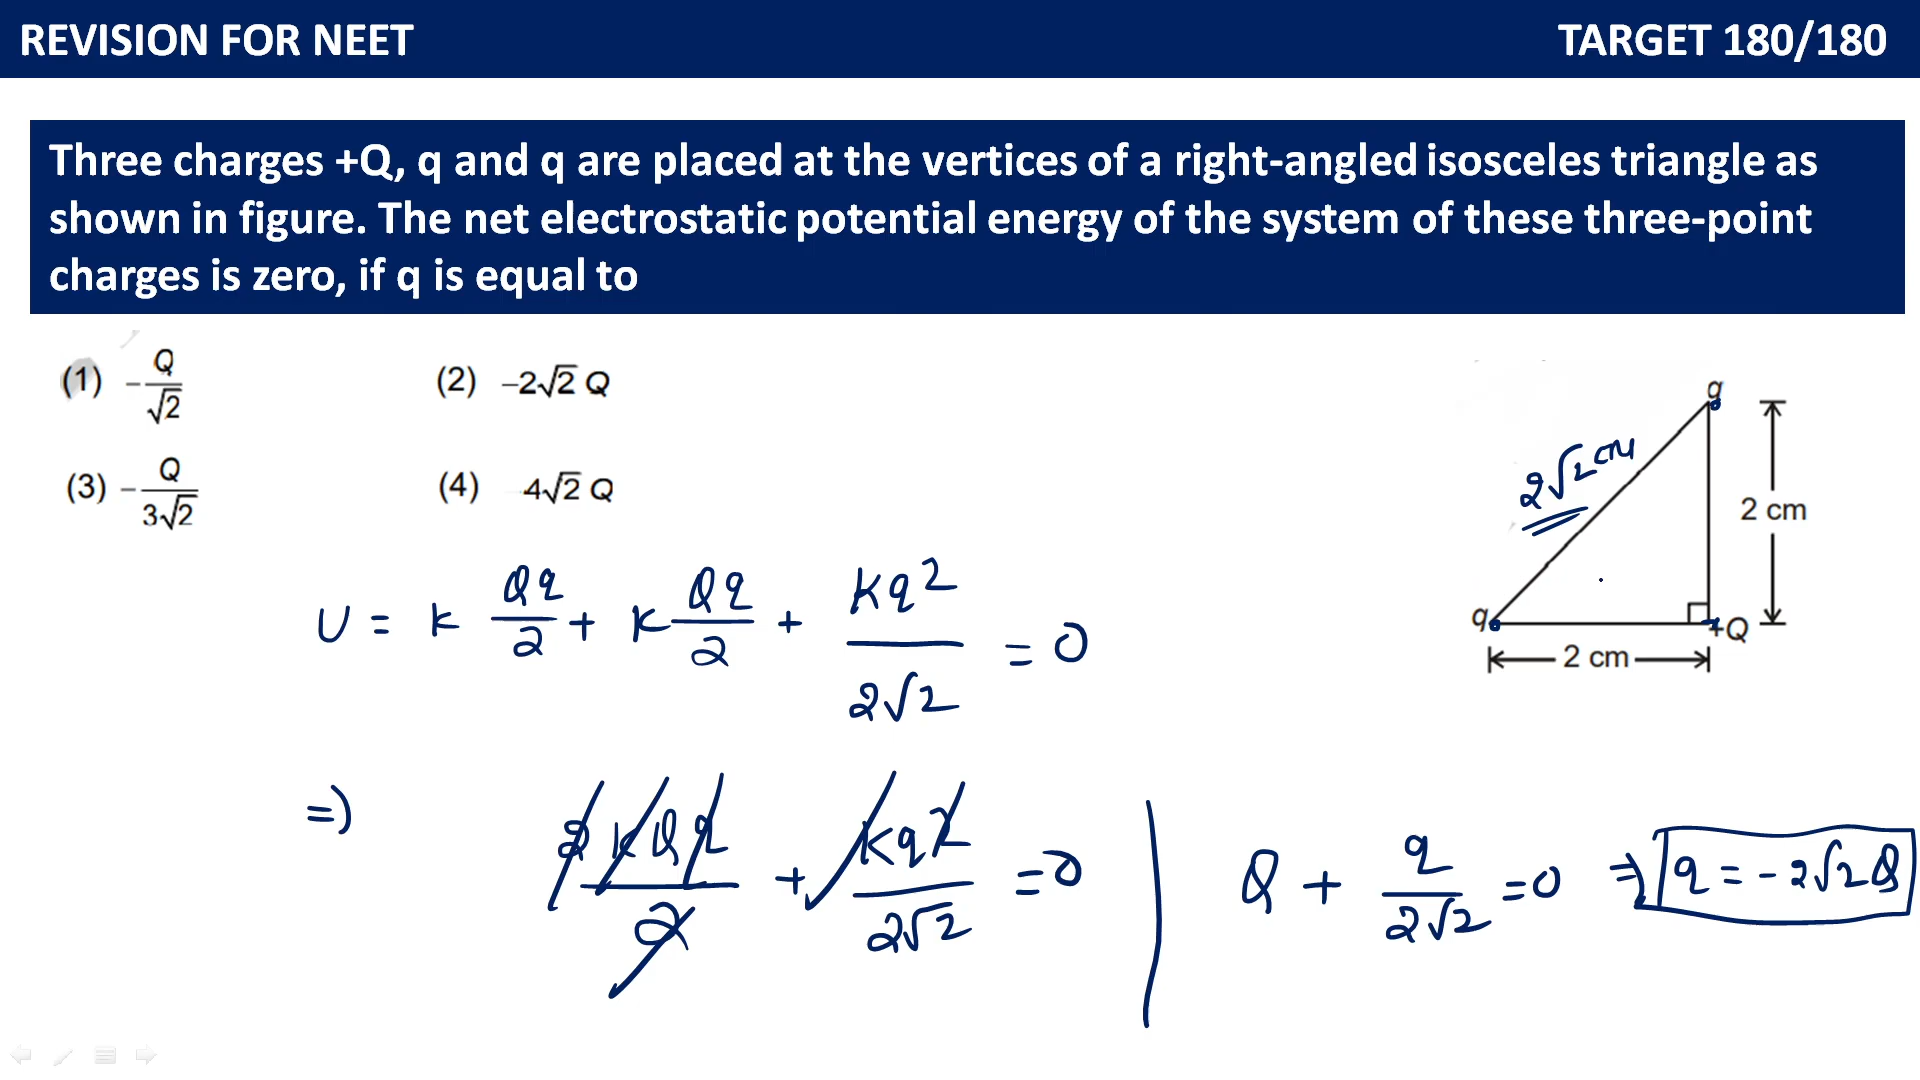 REVISION FOR NEET
TARGET 180/180
Three charges +Q, q and q are placed at the vertices of a right-angled isosceles triangle as
shown in figure. The net electrostatic potential energy of the system of these three-point
charges is zero, if q is equal to
(1) -Q/√2
(2) –2√2 Q
(3) -Q/3√2
(4) 4√2 Q
q
2√2 cm
2 cm
q
+Q
2 cm
U = k Qq/2 + k Qq/2 + kq²/2√2 = 0
=) 2kQq/2 + kq²/2√2 = 0
Q + q/2√2 = 0 => q = -2√2Q